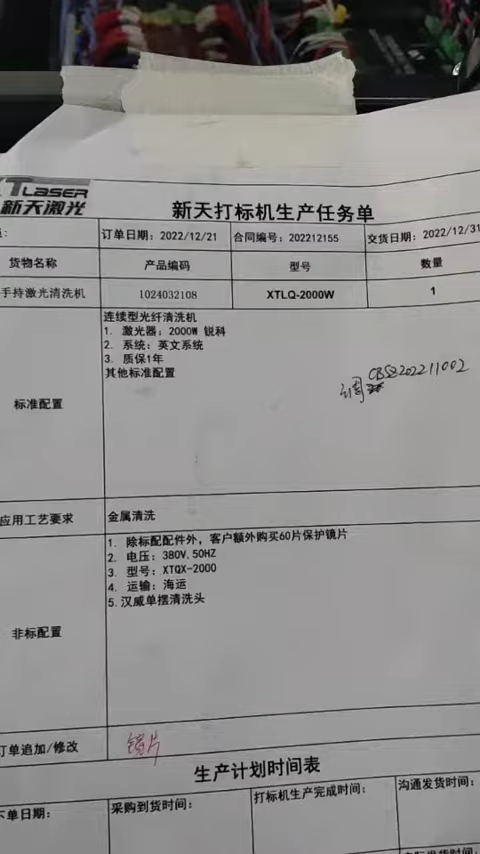 XTLASER
新天激光
新天打标机生产任务单
订单日期: 2022/12/21 合同编号: 202212155 交货日期: 2022/12/31
货物名称 产品编码 型号 数量
手持激光清洗机 1024032108 XTLQ-2000W 1
标准配置
连续型光纤清洗机
1. 激光器: 2000W 锐科
2. 系统: 英文系统
3. 质保1年
其他标准配置
应用工艺要求 金属清洗
非标配置
1. 除标配配件外, 客户额外购买60片保护镜片
2. 电压: 380V,50HZ
3. 型号: XTQX-2000
4. 运输: 海运
5.汉威单摆清洗头
订单追加/修改 镜片
生产计划时间表
下单日期: 采购到货时间: 打标机生产完成时间: 沟通发货时间: